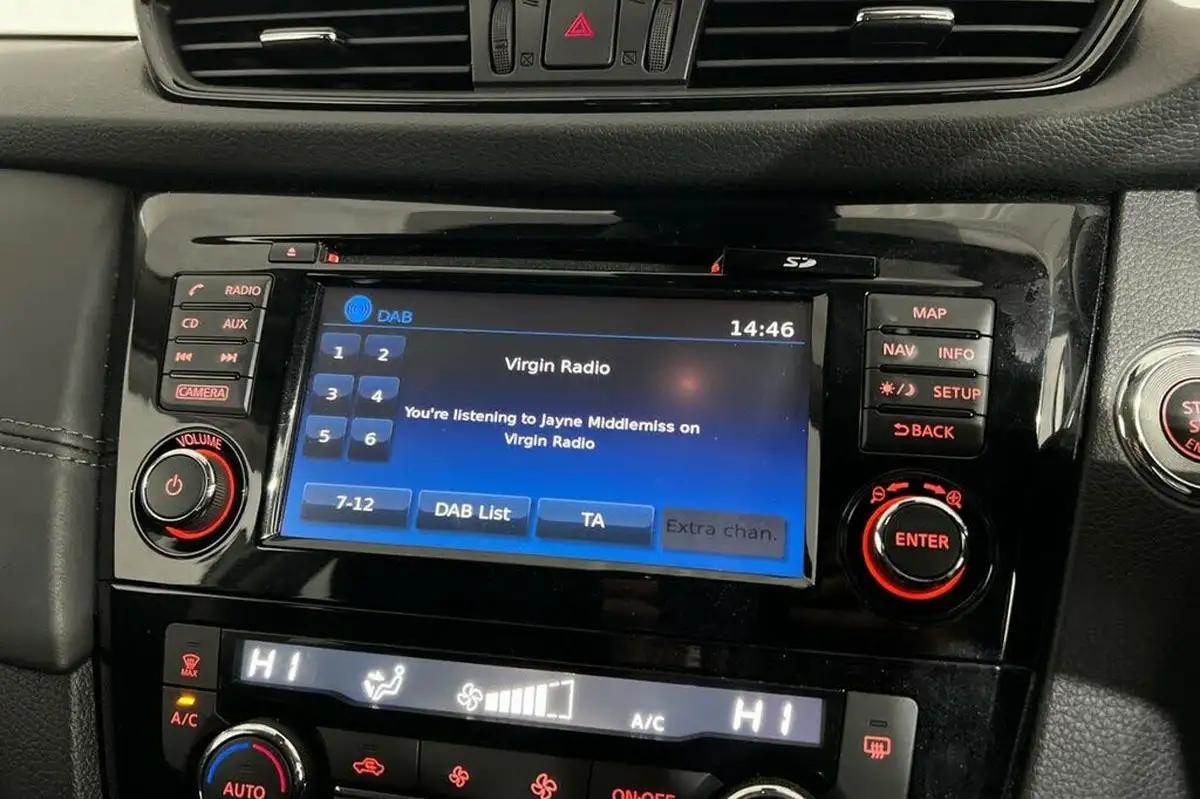 SD
RADIO
CD AUX
CAMERA
VOLUME
DAB
14:46
1 2
3 4
5 6
Virgin Radio
You're listening to Jayne Middlemiss on
Virgin Radio
7-12 DAB List TA Extra chan.
MAP
NAV INFO
SETUP
BACK
ENTER
MAX
A/C
HI
A/C
HI
AUTO
ON·OFF